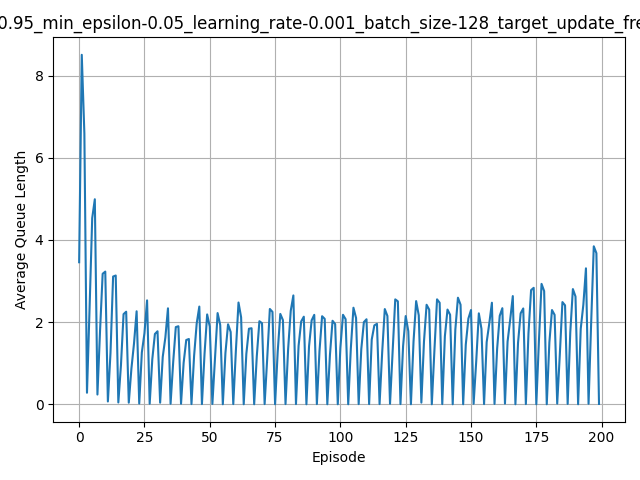 0.95_min_epsilon-0.05_learning_rate-0.001_batch_size-128_target_update_fre
8
6
4
2
0
Average Queue Length
0 25 50 75 100 125 150 175 200
Episode